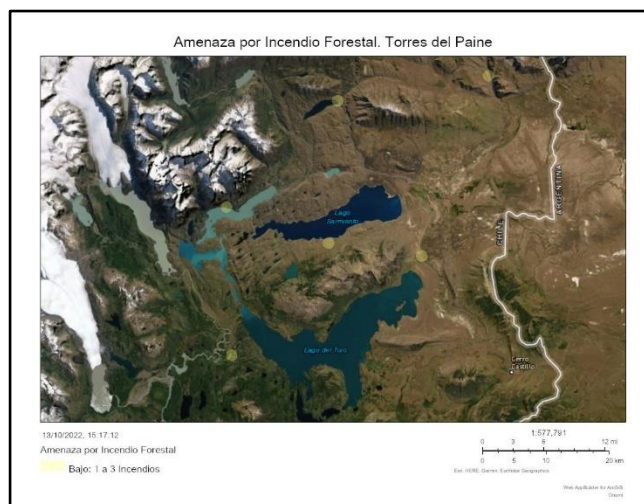 Amenaza por Incendio Forestal. Torres del Paine
ARGENTINA
CHILE
Lago
Sarmiento
Lago del Toro
Cerro
Castillo
13/10/2022, 15:17:12
Amenaza por Incendio Forestal
Bajo: 1 a 3 Incendios
1:577,791
0 3 6 12 mi
0 5 10 20 km
Esri, HERE, Garmin, Earthstar Geographics
Web AppBuilder for ArcGIS